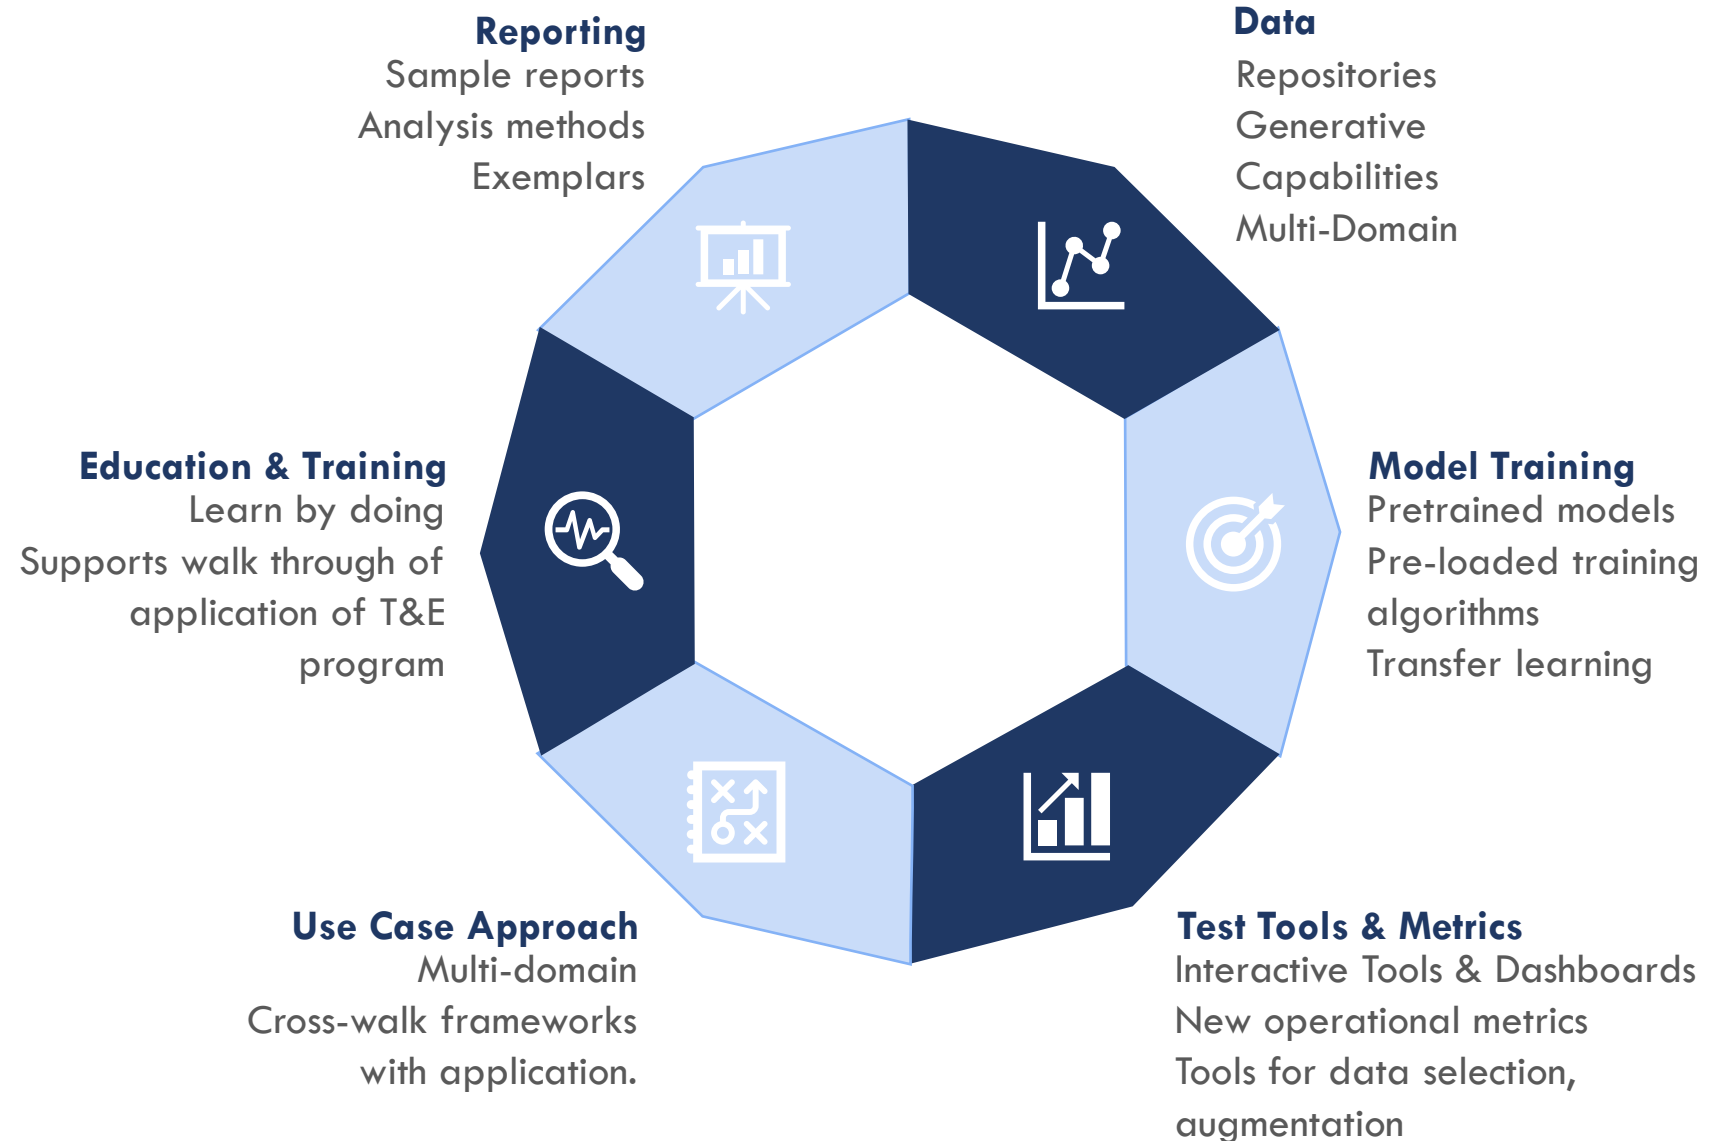 Reporting
Sample reports
Analysis methods
Exemplars
Data
Repositories
Generative
Capabilities
Multi-Domain
Education & Training
Learn by doing
Supports walk through of
application of T&E
program
Model Training
Pretrained models
Pre-loaded training
algorithms
Transfer learning
Use Case Approach
Multi-domain
Cross-walk frameworks
with application.
Test Tools & Metrics
Interactive Tools & Dashboards
New operational metrics
Tools for data selection,
augmentation